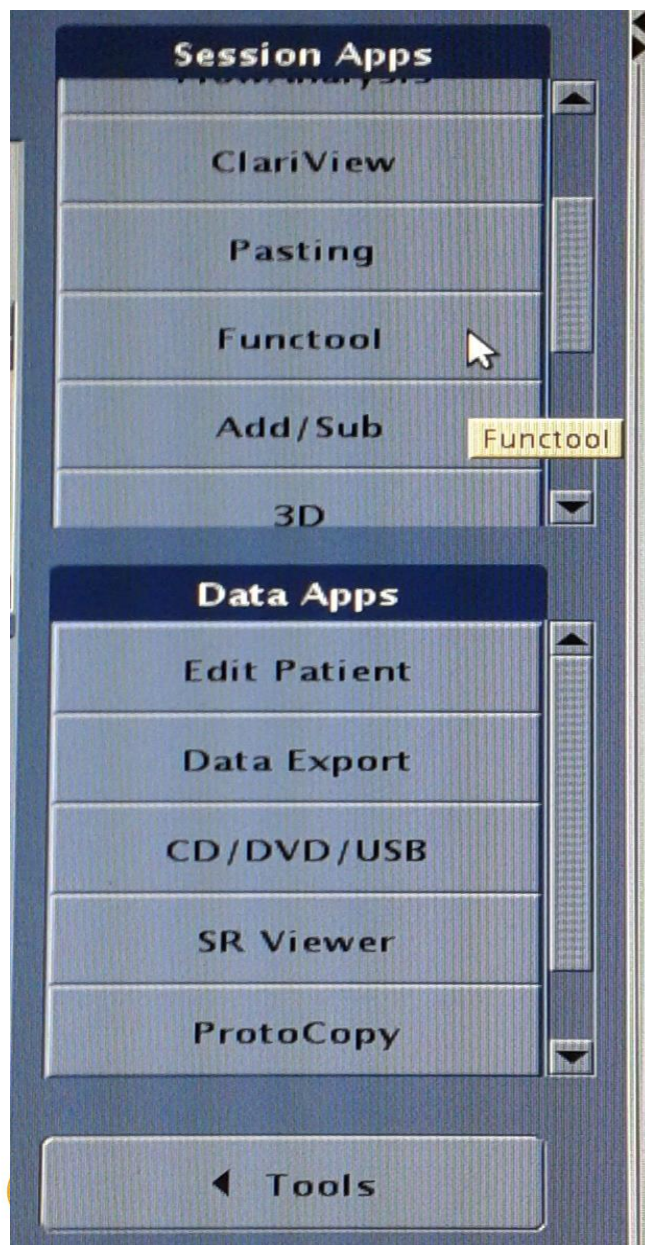 Session Apps
ClariView
Pasting
Functool
Add/Sub
Functool
3D
Data Apps
Edit Patient
Data Export
CD/DVD/USB
SR Viewer
ProtoCopy
Tools